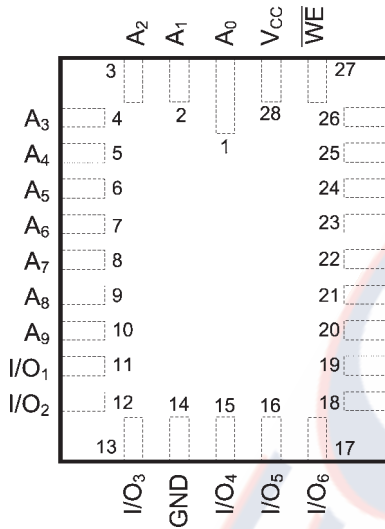 A2 A1 A0 VCC WE
3 2 1 28 27
A3 4 26
A4 5 25
A5 6 24
A6 7 23
A7 8 22
A8 9 21
A9 10 20
I/O1 11 19
I/O2 12 18
13 14 15 16 17
I/O3 GND I/O4 I/O5 I/O6